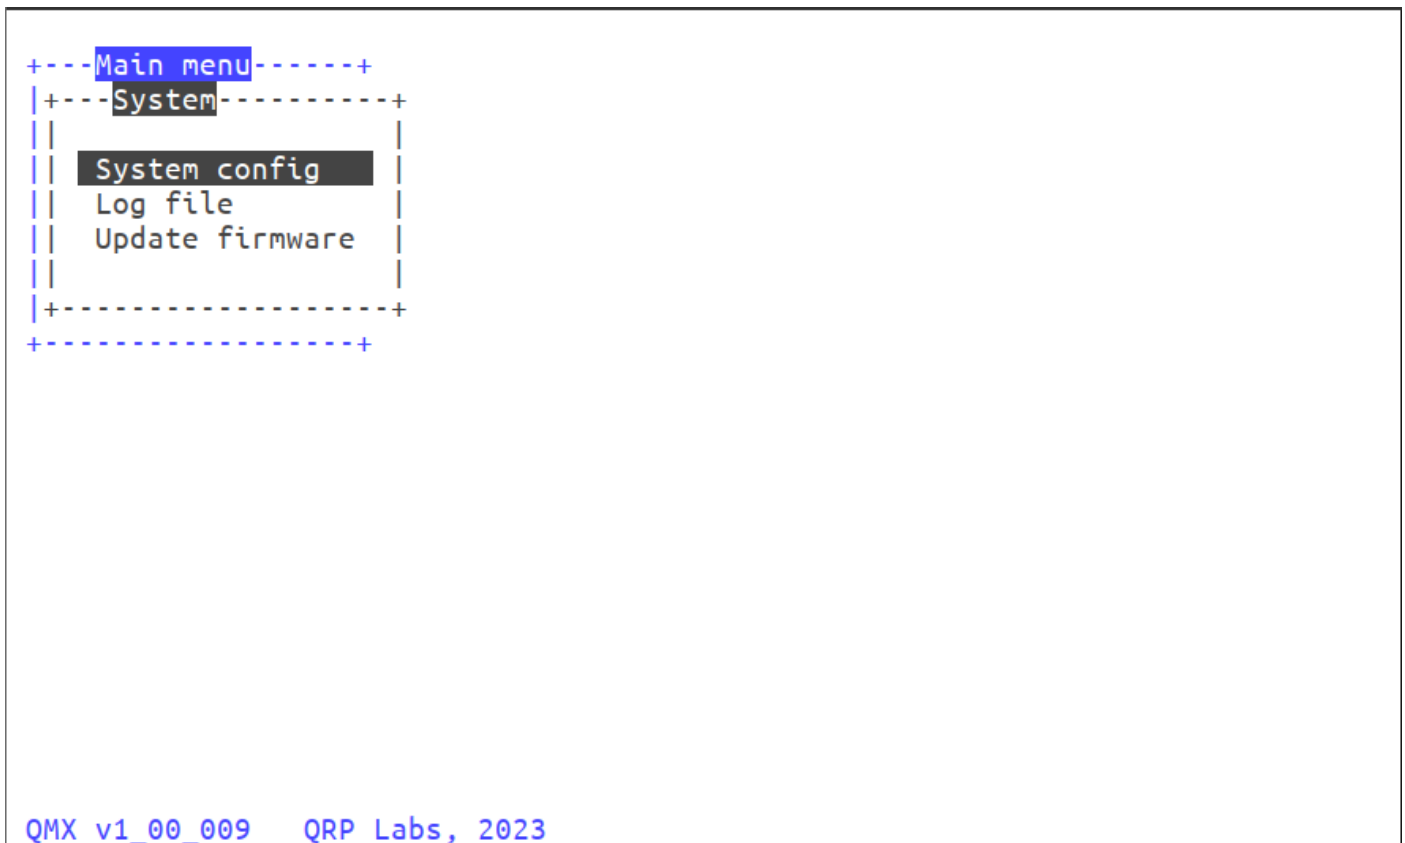 Main menu
System
System config
Log file
Update firmware
QMX v1_00_009   QRP Labs, 2023